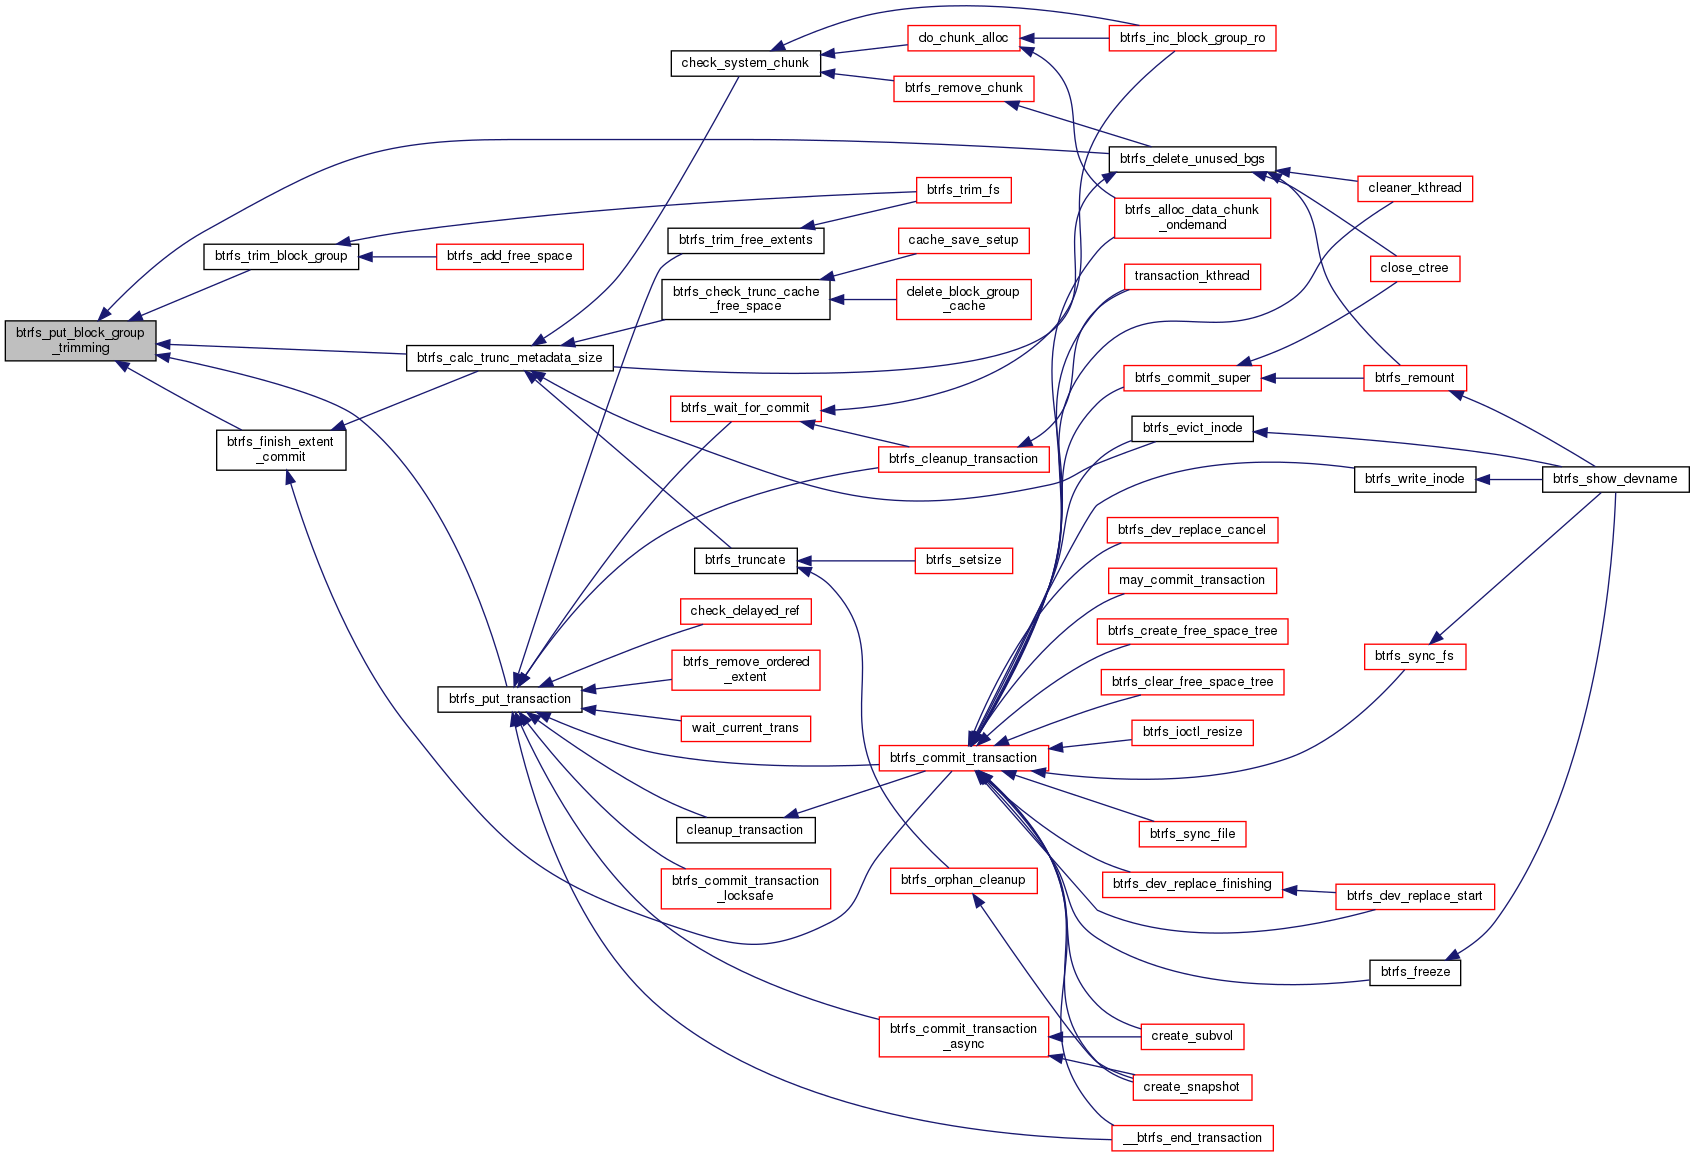 check_system_chunk
do_chunk_alloc
btrfs_inc_block_group_ro
btrfs_remove_chunk
btrfs_delete_unused_bgs
cleaner_kthread
btrfs_trim_fs
btrfs_alloc_data_chunk
_ondemand
btrfs_trim_block_group
btrfs_add_free_space
btrfs_trim_free_extents
cache_save_setup
close_ctree
transaction_kthread
btrfs_check_trunc_cache
_free_space
delete_block_group
_cache
btrfs_put_block_group
_trimming
btrfs_calc_trunc_metadata_size
btrfs_commit_super
btrfs_remount
btrfs_wait_for_commit
btrfs_evict_inode
btrfs_finish_extent
_commit
btrfs_cleanup_transaction
btrfs_write_inode
btrfs_show_devname
btrfs_dev_replace_cancel
btrfs_truncate
btrfs_setsize
may_commit_transaction
check_delayed_ref
btrfs_create_free_space_tree
btrfs_sync_fs
btrfs_remove_ordered
_extent
btrfs_clear_free_space_tree
btrfs_put_transaction
wait_current_trans
btrfs_ioctl_resize
btrfs_commit_transaction
cleanup_transaction
btrfs_sync_file
btrfs_commit_transaction
_locksafe
btrfs_orphan_cleanup
btrfs_dev_replace_finishing
btrfs_dev_replace_start
btrfs_freeze
btrfs_commit_transaction
_async
create_subvol
create_snapshot
__btrfs_end_transaction